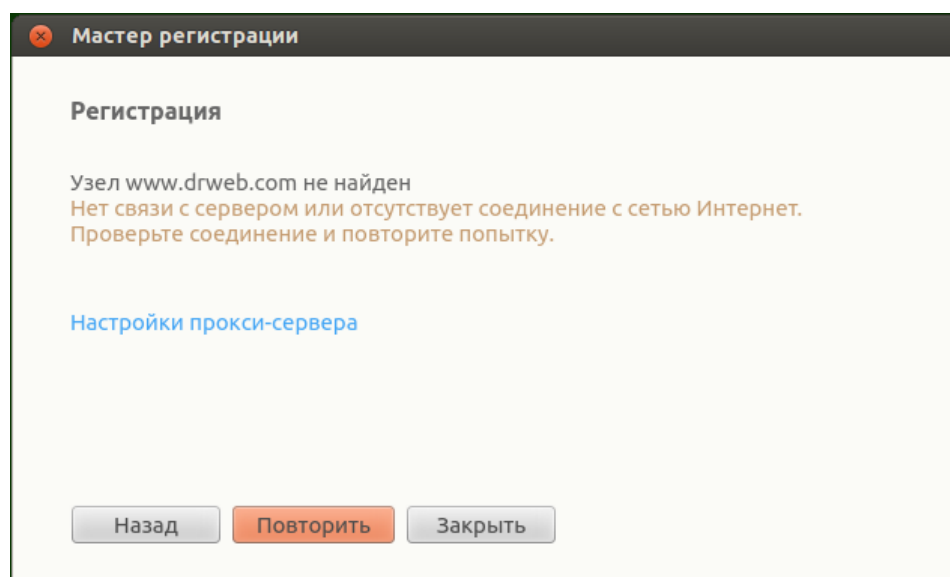 Мастер регистрации
Регистрация
Узел www.drweb.com не найден
Нет связи с сервером или отсутствует соединение с сетью Интернет.
Проверьте соединение и повторите попытку.
Настройки прокси-сервера
Назад
Повторить
Закрыть